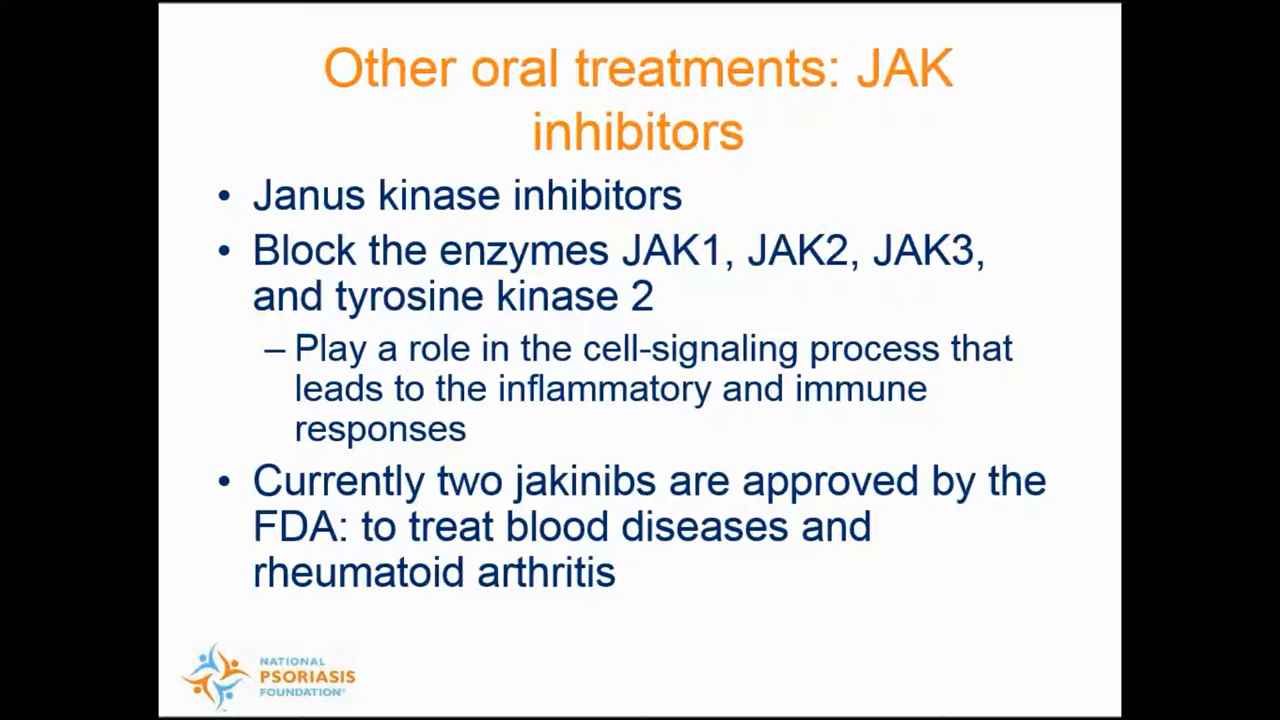 Other oral treatments: JAK
inhibitors
• Janus kinase inhibitors
• Block the enzymes JAK1, JAK2, JAK3,
and tyrosine kinase 2
– Play a role in the cell-signaling process that
leads to the inflammatory and immune
responses
• Currently two jakinibs are approved by the
FDA: to treat blood diseases and
rheumatoid arthritis
NATIONAL
PSORIASIS
FOUNDATION®